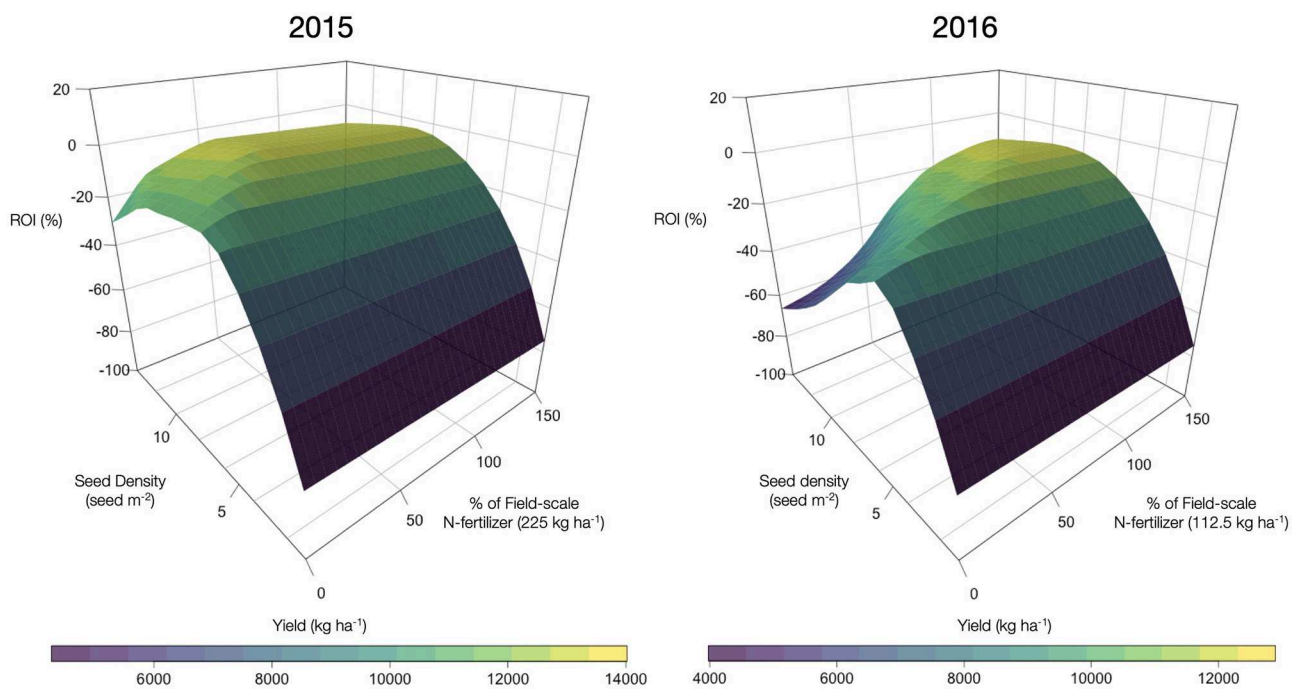 2015
20
0
-20
ROI (%)
-40
-60
-80
-100
10
Seed Density
(seed m-2)
5
0
50
100
150
% of Field-scale
N-fertilizer (225 kg ha-1)
Yield (kg ha-1)
6000 8000 10000 12000 14000
2016
20
0
-20
ROI (%)
-40
-60
-80
-100
10
Seed density
(seed m-2)
5
0
50
100
150
% of Field-scale
N-fertilizer (112.5 kg ha-1)
Yield (kg ha-1)
4000 6000 8000 10000 12000